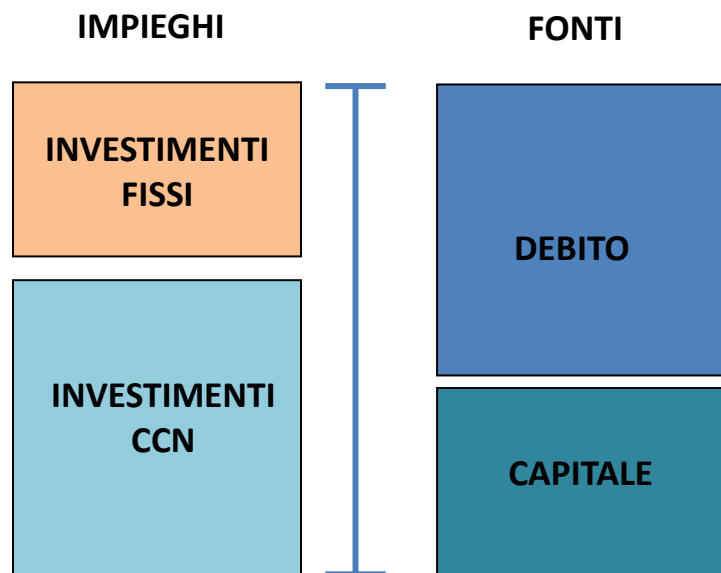 IMPIEGHI
INVESTIMENTI
FISSI
INVESTIMENTI
CCN
FONTI
DEBITO
CAPITALE